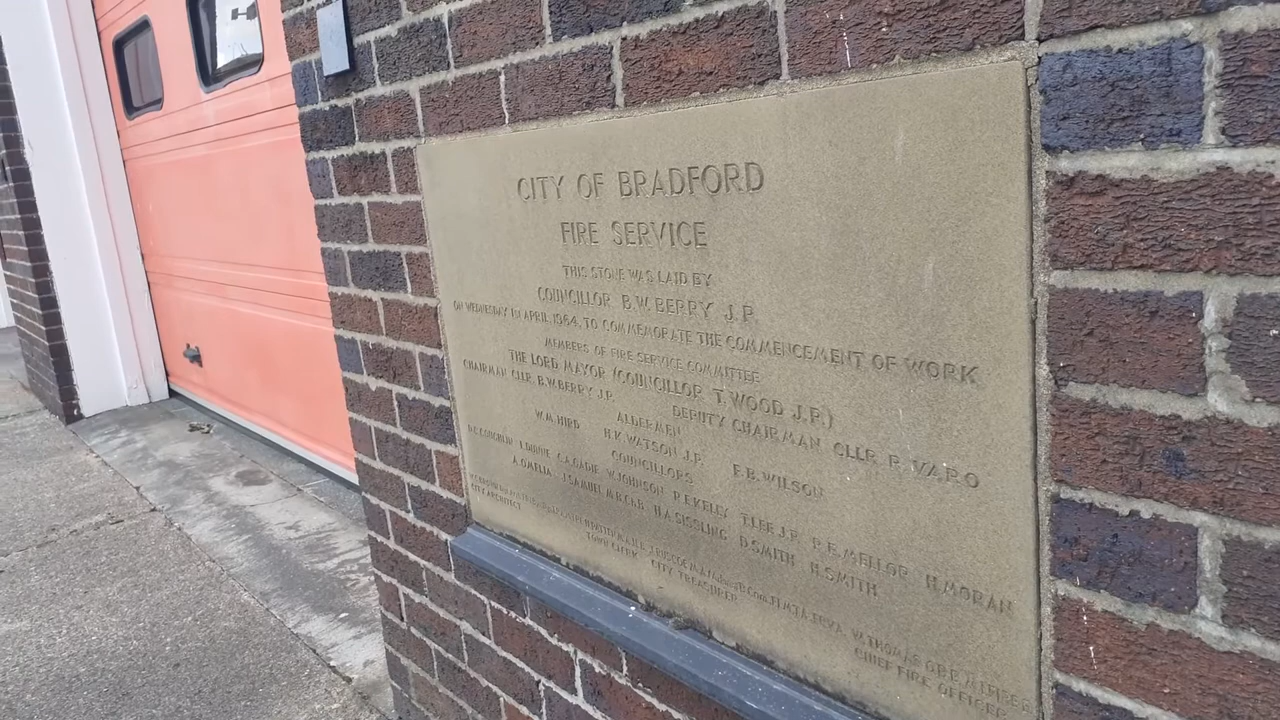 CITY OF BRADFORD
FIRE SERVICE
THIS STONE WAS LAID BY
COUNCILLOR B.W. BERRY J.P.
ON WEDNESDAY 1st APRIL 1964, TO COMMEMORATE THE COMMENCEMENT OF WORK
MEMBERS OF FIRE SERVICE COMMITTEE
THE LORD MAYOR (COUNCILLOR T. WOOD J.P.)
CHAIRMAN CLLR. B.W. BERRY J.P. DEPUTY CHAIRMAN CLLR P. VARO
ALDERMEN
W.M. HIRD H.K. WATSON J.P. F.B. WILSON
COUNCILLORS
D.C. COUGHLIN C.A. GADIE W. JOHNSON R.E. KELLY T. LEE J.P. P.E. MELLOR H. MORAN
A. OMELIA J. SAMUEL H.A. SISSLING D. SMITH H. SMITH
W. THOMAS O.B.E.
CITY ARCHITECT TOWN CLERK CITY TREASURER CHIEF FIRE OFFICER